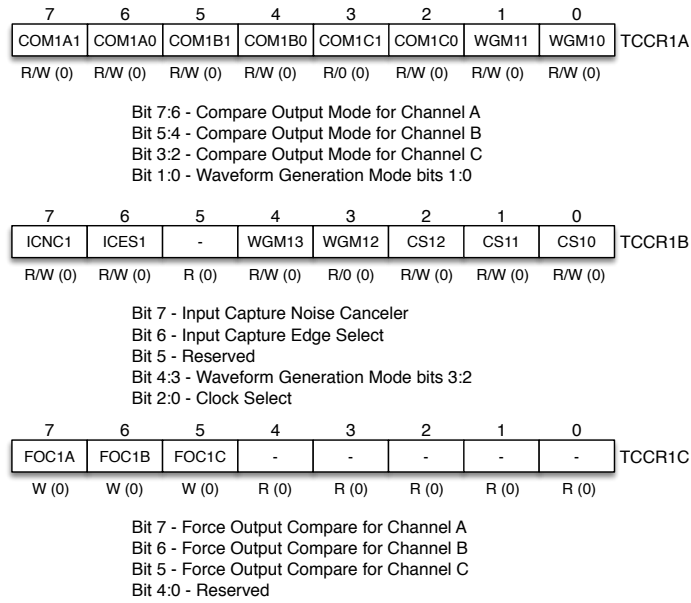 7 6 5 4 3 2 1 0
COM1A1 COM1A0 COM1B1 COM1B0 COM1C1 COM1C0 WGM11 WGM10 TCCR1A
R/W (0) R/W (0) R/W (0) R/W (0) R/0 (0) R/W (0) R/W (0) R/W (0)
Bit 7:6 - Compare Output Mode for Channel A
Bit 5:4 - Compare Output Mode for Channel B
Bit 3:2 - Compare Output Mode for Channel C
Bit 1:0 - Waveform Generation Mode bits 1:0
7 6 5 4 3 2 1 0
ICNC1 ICES1 - WGM13 WGM12 CS12 CS11 CS10 TCCR1B
R/W (0) R/W (0) R (0) R/W (0) R/0 (0) R/W (0) R/W (0) R/W (0)
Bit 7 - Input Capture Noise Canceler
Bit 6 - Input Capture Edge Select
Bit 5 - Reserved
Bit 4:3 - Waveform Generation Mode bits 3:2
Bit 2:0 - Clock Select
7 6 5 4 3 2 1 0
FOC1A FOC1B FOC1C - - - - - TCCR1C
W (0) W (0) W (0) R (0) R (0) R (0) R (0) R (0)
Bit 7 - Force Output Compare for Channel A
Bit 6 - Force Output Compare for Channel B
Bit 5 - Force Output Compare for Channel C
Bit 4:0 - Reserved